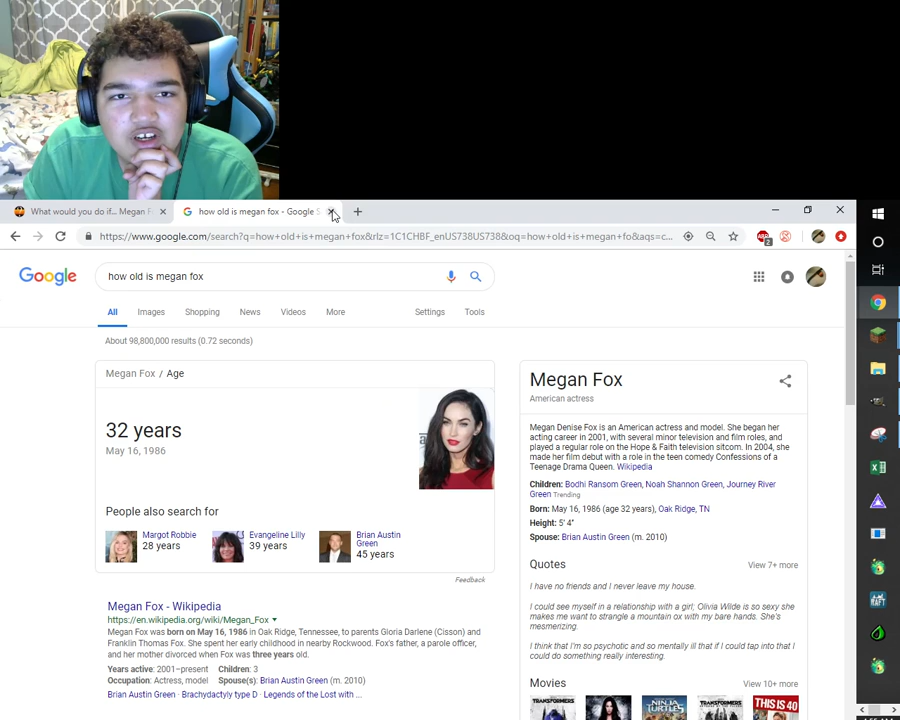 What would you do if... Megan F
how old is megan fox - Google S
https://www.google.com/search?q=how+old+is+megan+fox&rlz=1C1CHBF_enUS738US738&oq=how+old+is+megan+fo&aqs=c...
2
Google
how old is megan fox
All Images Shopping News Videos More Settings Tools
About 98,800,000 results (0.72 seconds)
Megan Fox / Age
32 years
May 16, 1986
People also search for
Margot Robbie
28 years
Evangeline Lilly
39 years
Brian Austin
Green
45 years
Feedback
Megan Fox - Wikipedia
https://en.wikipedia.org/wiki/Megan_Fox
Megan Fox was born on May 16, 1986 in Oak Ridge, Tennessee, to parents Gloria Darlene (Cisson) and
Franklin Thomas Fox. She spent her early childhood in nearby Rockwood. Fox's father, a parole officer,
and her mother divorced when Fox was three years old.
Years active: 2001–present Children: 3
Occupation: Actress, model Spouse(s): Brian Austin Green (m. 2010)
Brian Austin Green · Brachydactyly type D · Legends of the Lost with ...
Megan Fox
American actress
Megan Denise Fox is an American actress and model. She began her
acting career in 2001, with several minor television and film roles, and
played a regular role on the Hope & Faith television sitcom. In 2004, she
made her film debut with a role in the teen comedy Confessions of a
Teenage Drama Queen. Wikipedia
Children: Bodhi Ransom Green, Noah Shannon Green, Journey River
Green Trending
Born: May 16, 1986 (age 32 years), Oak Ridge, TN
Height: 5' 4"
Spouse: Brian Austin Green (m. 2010)
Quotes View 7+ more
I have no friends and I never leave my house.
I could see myself in a relationship with a girl, Olivia Wilde is so sexy she
makes me want to strangle a mountain ox with my bare hands. She's
mesmerizing.
I think that I'm so psychotic and so mentally ill that if I could tap into that I
could do something really interesting.
Movies View 10+ more
TRANSFORMERS
NINJA
TURTLES
TRANSFORMERS
THIS IS 40
RAFT